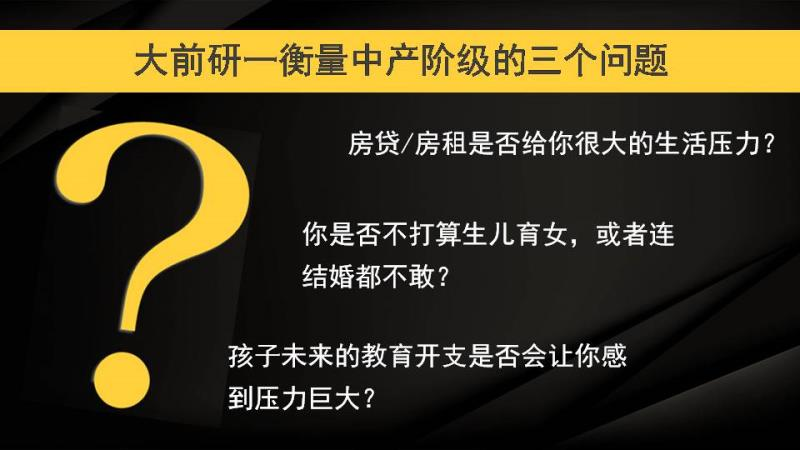 大前研一衡量中产阶级的三个问题
房贷/房租是否给你很大的生活压力？
你是否不打算生儿育女，或者连
结婚都不敢？
孩子未来的教育开支是否会让你感
到压力巨大？